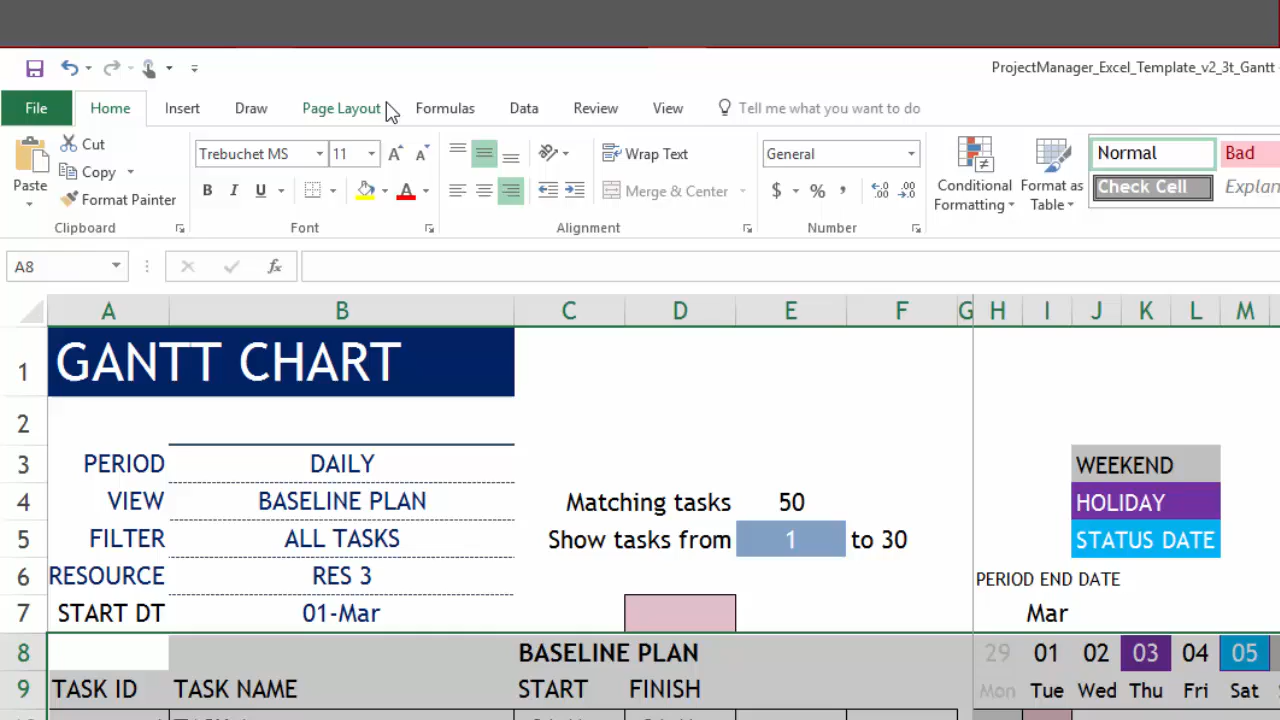 ProjectManager_Excel_Template_v2_3t_Gantt -
File Home Insert Draw Page Layout Formulas Data Review View Tell me what you want to do
Paste
Cut
Copy
Format Painter
Clipboard
Trebuchet MS 11
B I U A
Font
Wrap Text
Merge & Center
Alignment
General
$ % ,
Number
Conditional
Formatting
Format as
Table
Normal Bad
Check Cell Explan
A8 fx
A B C D E F G H I J K L M
1 GANTT CHART
2
3 PERIOD DAILY WEEKEND
4 VIEW BASELINE PLAN Matching tasks 50 HOLIDAY
5 FILTER ALL TASKS Show tasks from 1 to 30 STATUS DATE
6 RESOURCE RES 3 PERIOD END DATE
7 START DT 01-Mar Mar
8 BASELINE PLAN 29 01 02 03 04 05
9 TASK ID TASK NAME START FINISH Mon Tue Wed Thu Fri Sat